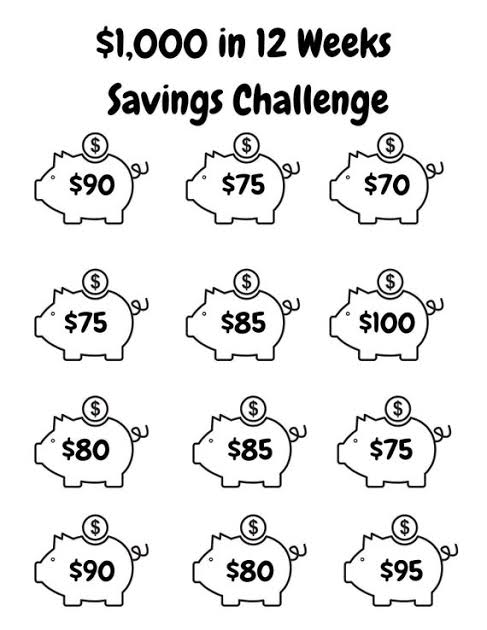 $1,000 in 12 Weeks
Savings Challenge
$ $ $
$90 $75 $70
$ $ $
$75 $85 $100
$ $ $
$80 $85 $75
$ $ $
$90 $80 $95